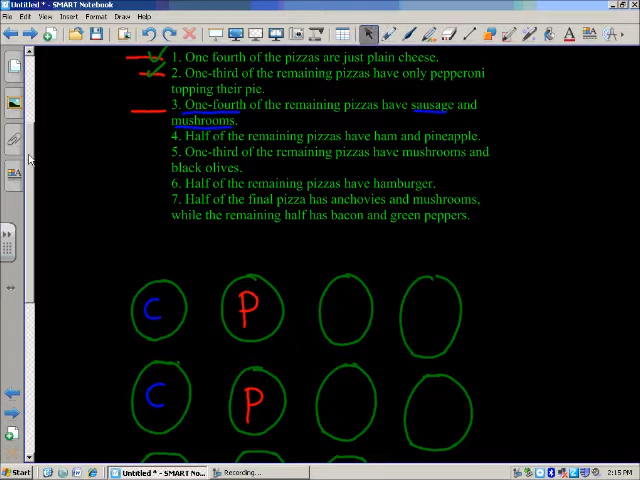 Untitled * - SMART Notebook
File Edit View Insert Format Draw Help
1. One fourth of the pizzas are just plain cheese.
2. One-third of the remaining pizzas have only pepperoni
topping their pie.
3. One-fourth of the remaining pizzas have sausage and
mushrooms.
4. Half of the remaining pizzas have ham and pineapple.
5. One-third of the remaining pizzas have mushrooms and
black olives.
6. Half of the remaining pizzas have hamburger.
7. Half of the final pizza has anchovies and mushrooms,
while the remaining half has bacon and green peppers.
C P
C P
Start Untitled * - SMART No... Recording... 2:15 PM